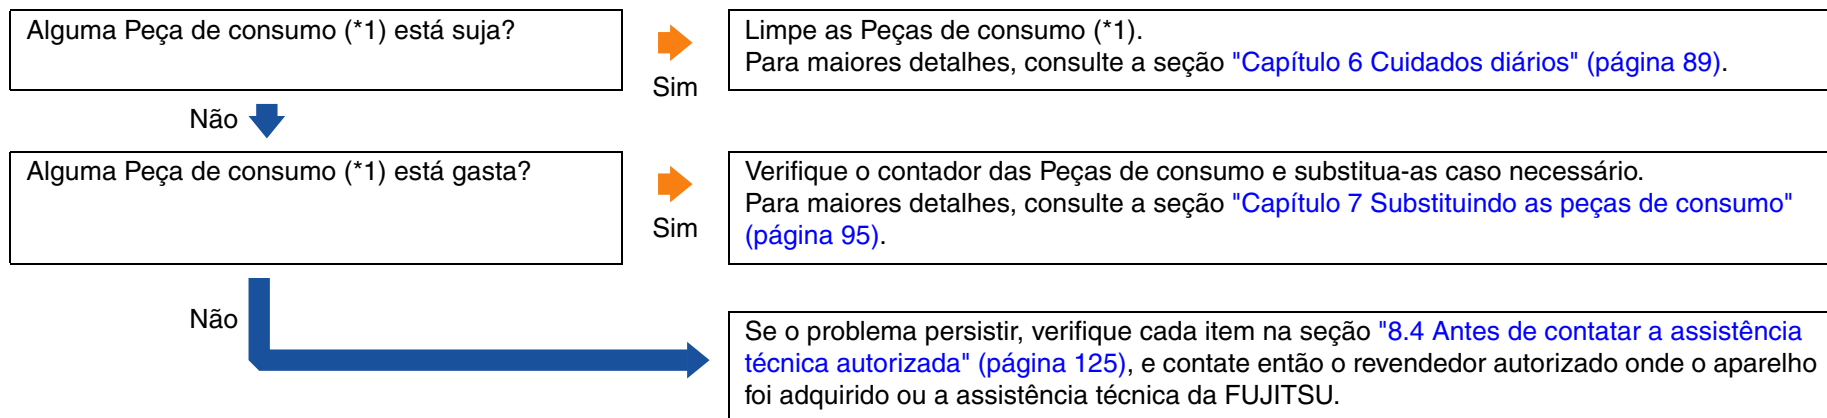 Alguma Peça de consumo (*1) está suja?
Sim
Limpe as Peças de consumo (*1).
Para maiores detalhes, consulte a seção "Capítulo 6 Cuidados diários" (página 89).
Não
Alguma Peça de consumo (*1) está gasta?
Sim
Verifique o contador das Peças de consumo e substitua-as caso necessário.
Para maiores detalhes, consulte a seção "Capítulo 7 Substituindo as peças de consumo"
(página 95).
Não
Se o problema persistir, verifique cada item na seção "8.4 Antes de contatar a assistência
técnica autorizada" (página 125), e contate então o revendedor autorizado onde o aparelho
foi adquirido ou a assistência técnica da FUJITSU.